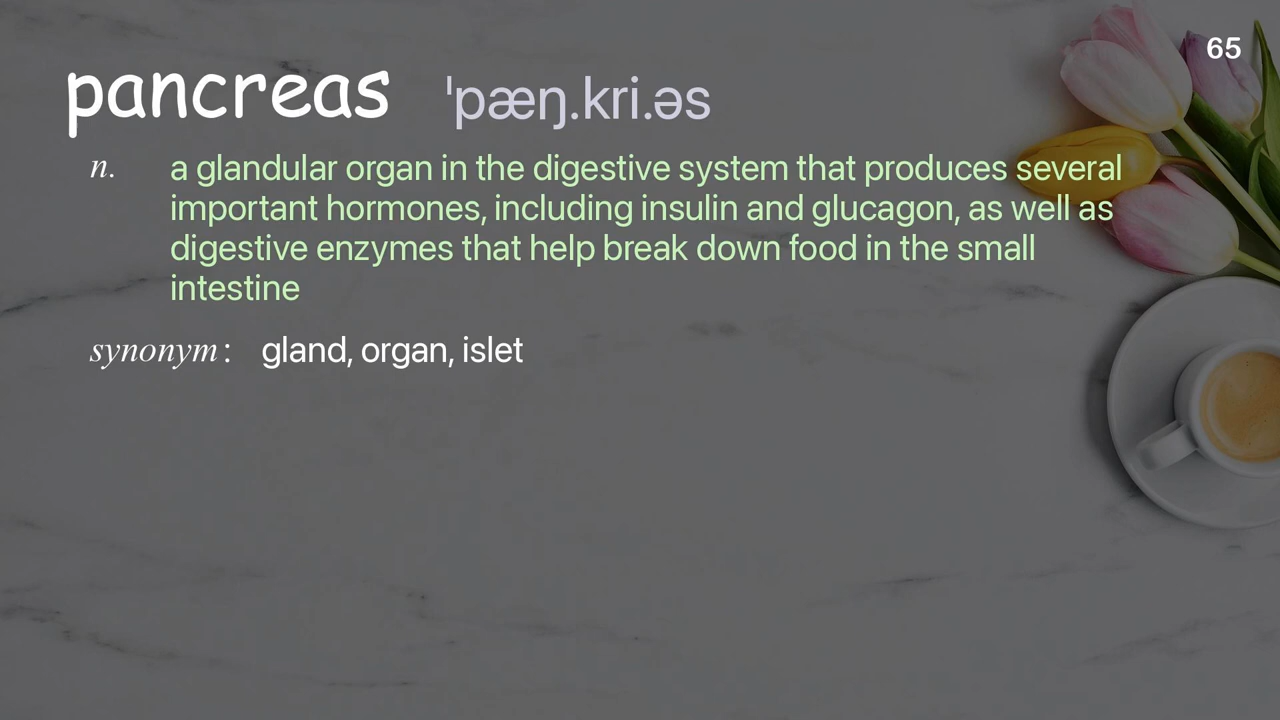 65
pancreas ˈpæŋ.kri.əs
n. a glandular organ in the digestive system that produces several
important hormones, including insulin and glucagon, as well as
digestive enzymes that help break down food in the small
intestine
synonym : gland, organ, islet